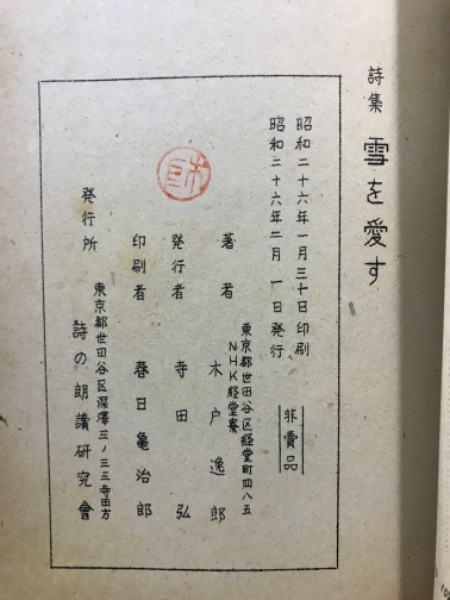 詩集 雪を愛す
昭和二十六年一月三十日印刷
昭和二十六年二月一日発行
非賣品
東京都世田谷区経堂町四八五
NHK経堂寮
著者 木戸逸郎
発行者 寺田弘
印刷者 春日亀治郎
東京都世田谷区深澤三ノ三三寺田方
発行所 詩の朗讀研究會